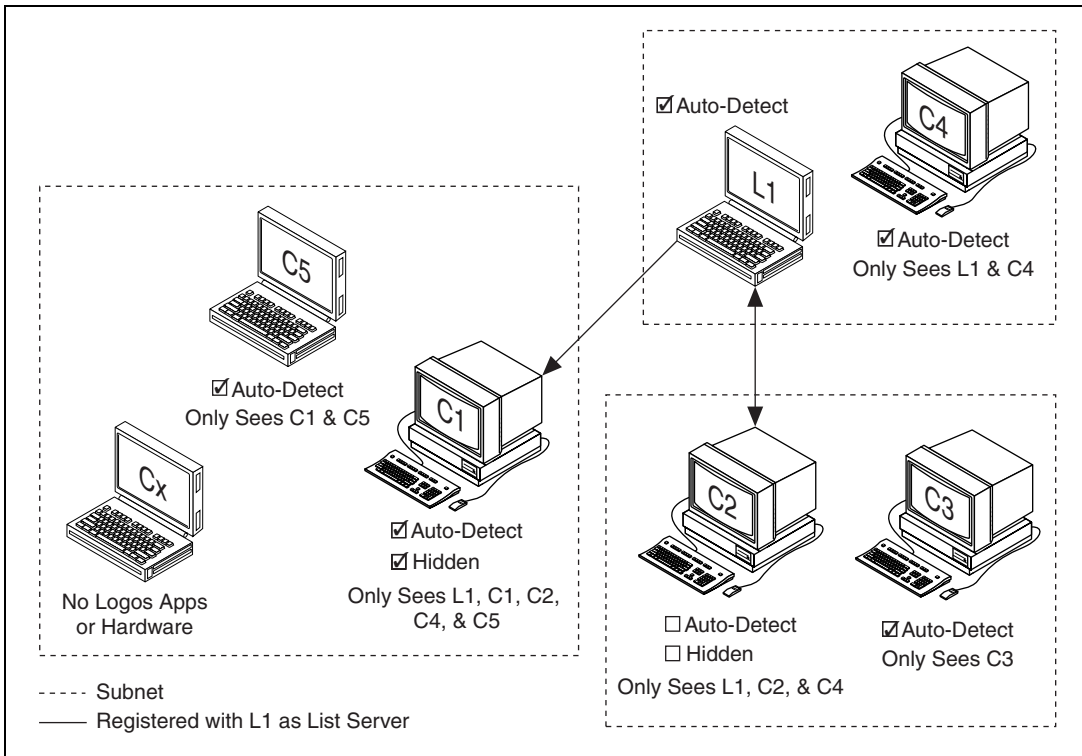 Auto-Detect
L1
C4
Auto-Detect
Only Sees L1 & C4
C5
Auto-Detect
Only Sees C1 & C5
C1
Auto-Detect
Hidden
Only Sees L1, C1, C2,
C4, & C5
Cx
No Logos Apps
or Hardware
C2
Auto-Detect
Hidden
Only Sees L1, C2, & C4
C3
Auto-Detect
Only Sees C3
Subnet
Registered with L1 as List Server